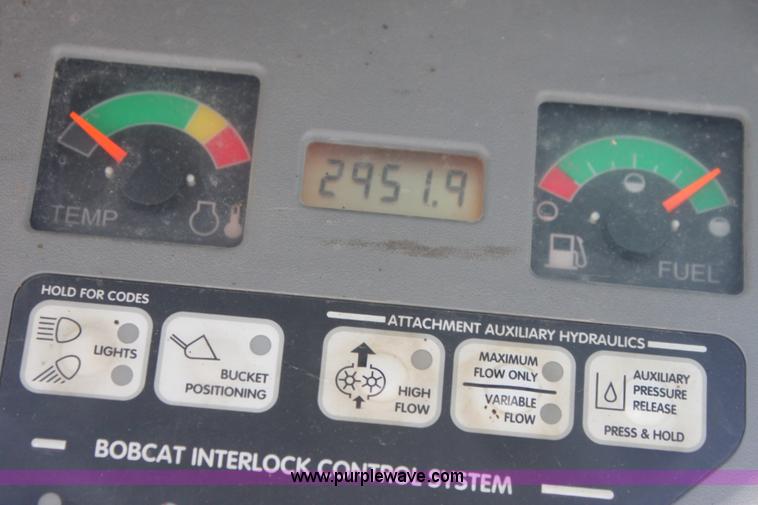 2951.9
TEMP
FUEL
HOLD FOR CODES
ATTACHMENT AUXILIARY HYDRAULICS
LIGHTS
BUCKET
POSITIONING
HIGH
FLOW
MAXIMUM
FLOW ONLY
VARIABLE
FLOW
AUXILIARY
PRESSURE
RELEASE
PRESS & HOLD
BOBCAT INTERLOCK CONTROL SYSTEM
www.purplewave.com